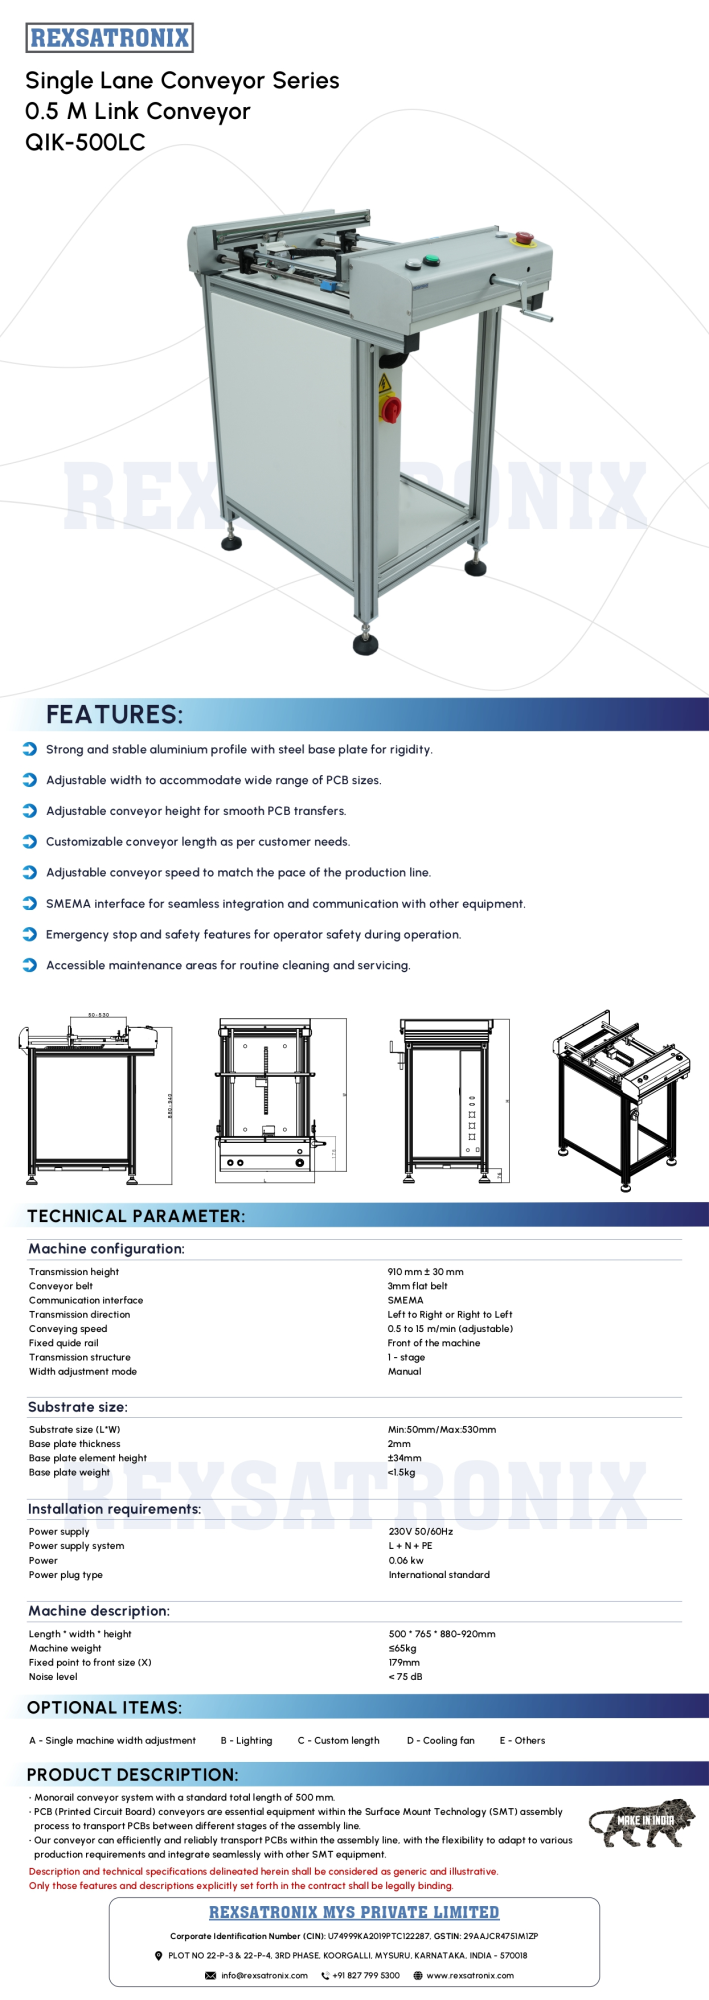 REXSATRONIX
Single Lane Conveyor Series
0.5 M Link Conveyor
QIK-500LC
REXSATRONIX
FEATURES:
Strong and stable aluminium profile with steel base plate for rigidity.
Adjustable width to accommodate wide range of PCB sizes.
Adjustable conveyor height for smooth PCB transfers.
Customizable conveyor length as per customer needs.
Adjustable conveyor speed to match the pace of the production line.
SMEMA interface for seamless integration and communication with other equipment.
Emergency stop and safety features for operator safety during operation.
Accessible maintenance areas for routine cleaning and servicing.
50-530
L
TECHNICAL PARAMETER:
Machine configuration:
Transmission height 910 mm ± 30 mm
Conveyor belt 3mm flat belt
Communication interface SMEMA
Transmission direction Left to Right or Right to Left
Conveying speed 0.5 to 15 m/min (adjustable)
Fixed quide rail Front of the machine
Transmission structure 1 - stage
Width adjustment mode Manual
Substrate size:
Substrate size (L*W) Min:50mm/Max:530mm
Base plate thickness 2mm
Base plate element height ±34mm
Base plate weight <1.5kg
REXSATRONIX
Installation requirements:
Power supply 230V 50/60Hz
Power supply system L + N + PE
Power 0.06 kw
Power plug type International standard
Machine description:
Length * width * height 500 * 765 * 880-920mm
Machine weight ≤65kg
Fixed point to front size (X) 179mm
Noise level < 75 dB
OPTIONAL ITEMS:
A - Single machine width adjustment B - Lighting C - Custom length D - Cooling fan E - Others
PRODUCT DESCRIPTION:
· Monorail conveyor system with a standard total length of 500 mm.
· PCB (Printed Circuit Board) conveyors are essential equipment within the Surface Mount Technology (SMT) assembly
process to transport PCBs between different stages of the assembly line.
· Our conveyor can efficiently and reliably transport PCBs within the assembly line, with the flexibility to adapt to various
production requirements and integrate seamlessly with other SMT equipment.
MAKE IN INDIA
Description and technical specifications delineated herein shall be considered as generic and illustrative.
Only those features and descriptions explicitly set forth in the contract shall be legally binding.
REXSATRONIX MYS PRIVATE LIMITED
Corporate Identification Number (CIN): U74999KA2019PTC122287, GSTIN: 29AAJCR4751M1ZP
PLOT NO 22-P-3 & 22-P-4, 3RD PHASE, KOORGALLI, MYSURU, KARNATAKA, INDIA - 570018
info@rexsatronix.com +91 827 799 5300 www.rexsatronix.com